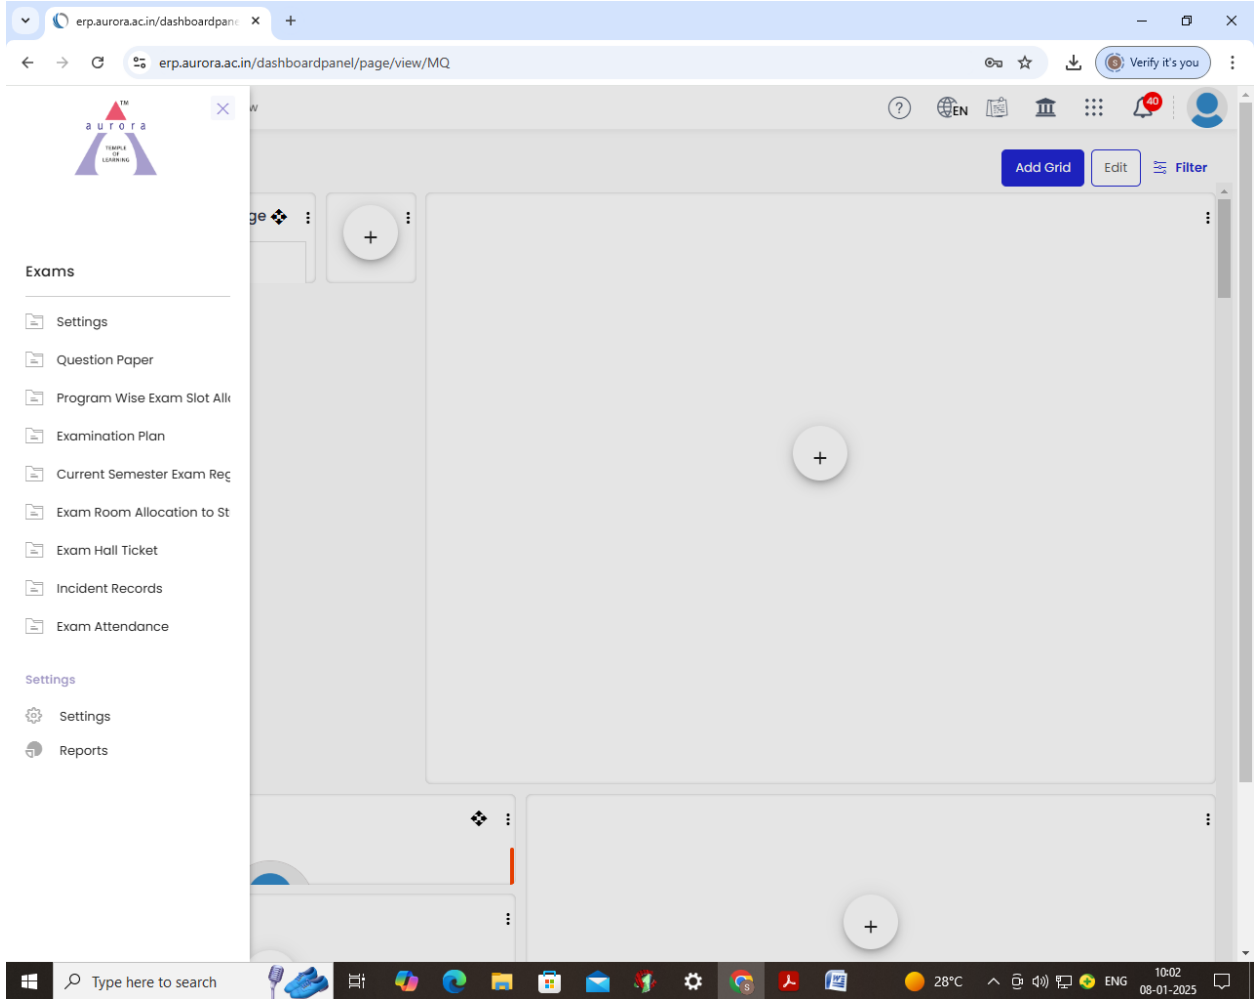 erp.aurora.ac.in/dashboardpane
erp.aurora.ac.in/dashboardpanel/page/view/MQ
Verify it's you
TM
aurora
TEMPLE
OF
LEARNING
w
?
EN
40
Add Grid
Edit
Filter
ge
Exams
Settings
Question Paper
Program Wise Exam Slot Allo
Examination Plan
Current Semester Exam Reg
Exam Room Allocation to St
Exam Hall Ticket
Incident Records
Exam Attendance
Settings
Settings
Reports
Type here to search
28°C
ENG
10:02
08-01-2025